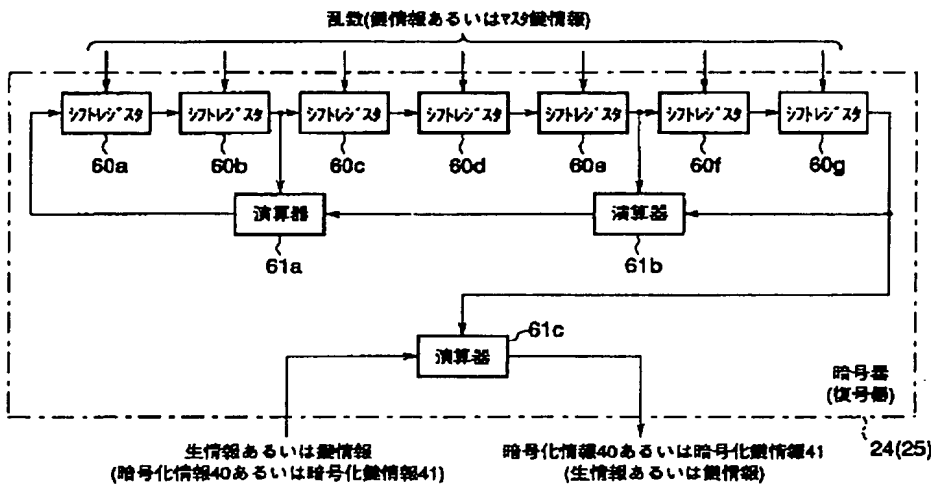 乱数(鍵情報あるいはマスタ鍵情報)
シフトレジスタ シフトレジスタ シフトレジスタ シフトレジスタ シフトレジスタ シフトレジスタ シフトレジスタ
60a 60b 60c 60d 60e 60f 60g
演算器 演算器
61a 61b
61c
演算器
暗号器
(復号器)
24(25)
生情報あるいは鍵情報
(暗号化情報40あるいは暗号化鍵情報41)
暗号化情報40あるいは暗号化鍵情報41
(生情報あるいは鍵情報)